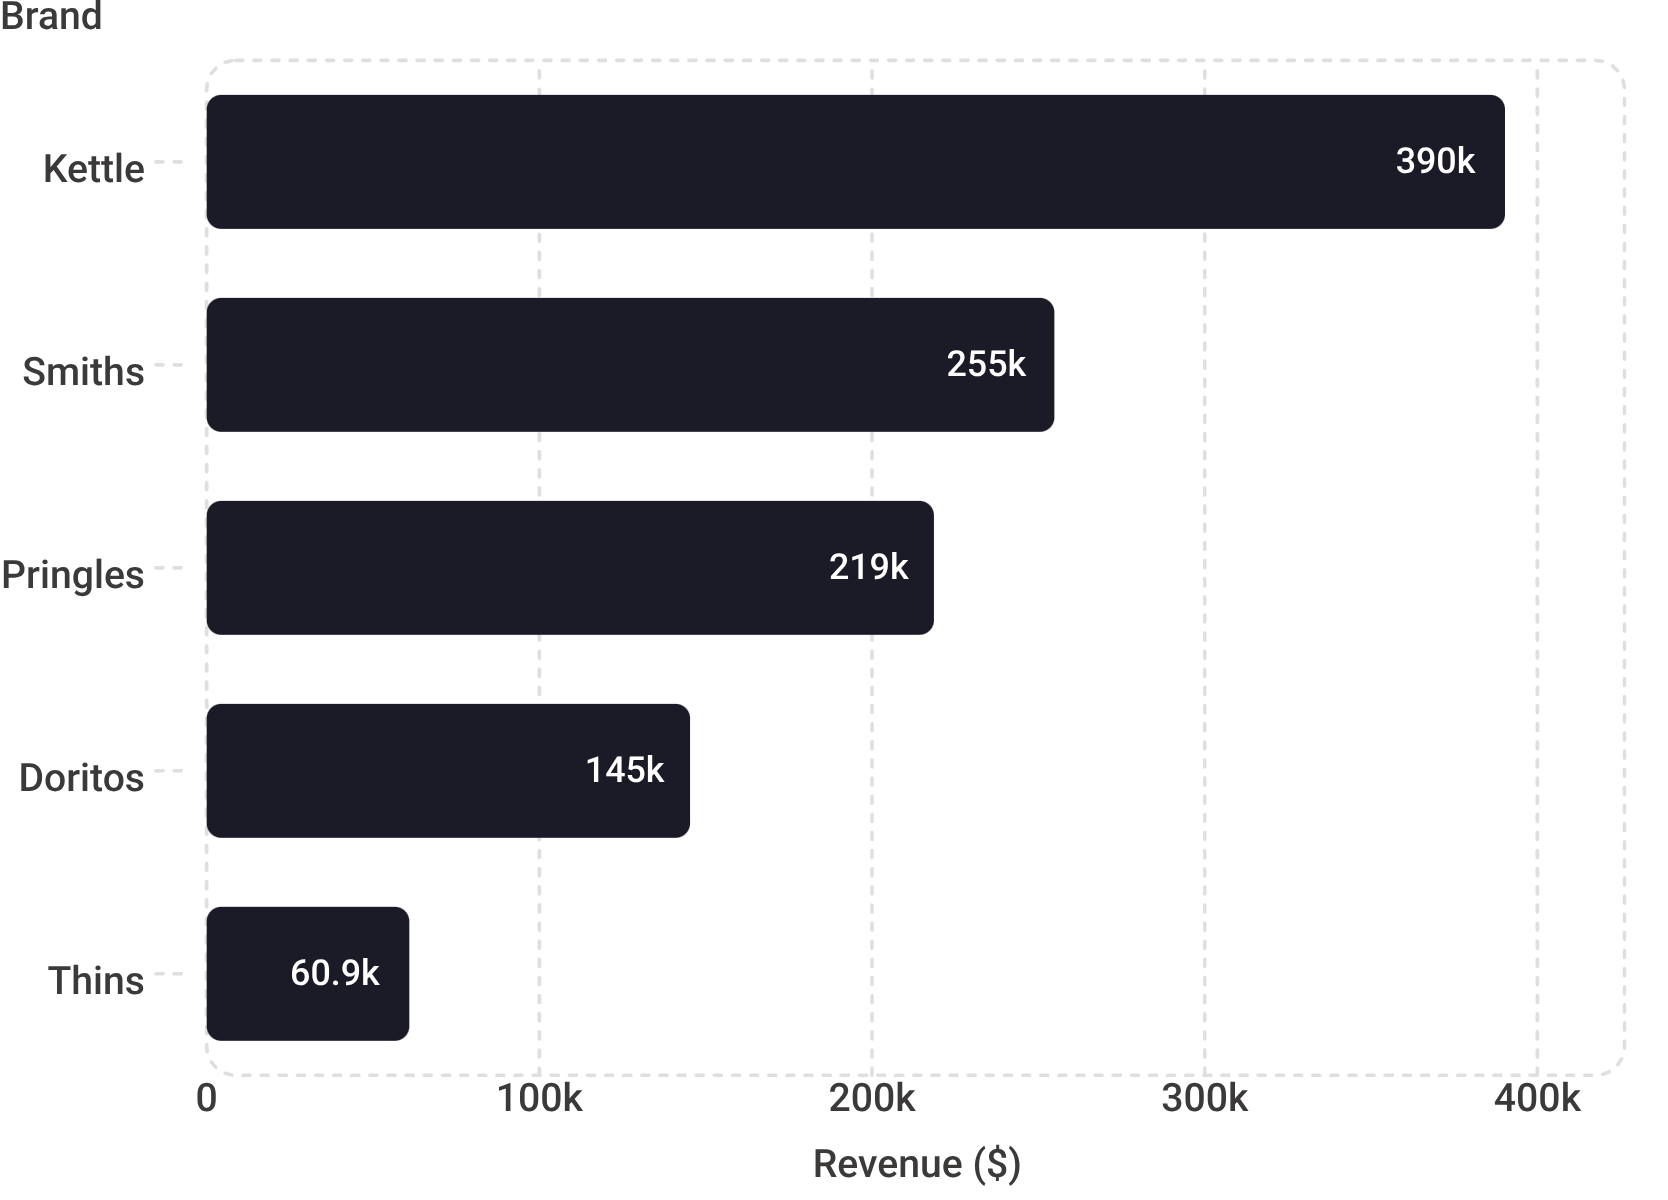 Brand
Kettle 390k
Smiths 255k
Pringles 219k
Doritos 145k
Thins 60.9k
0 100k 200k 300k 400k
Revenue ($)